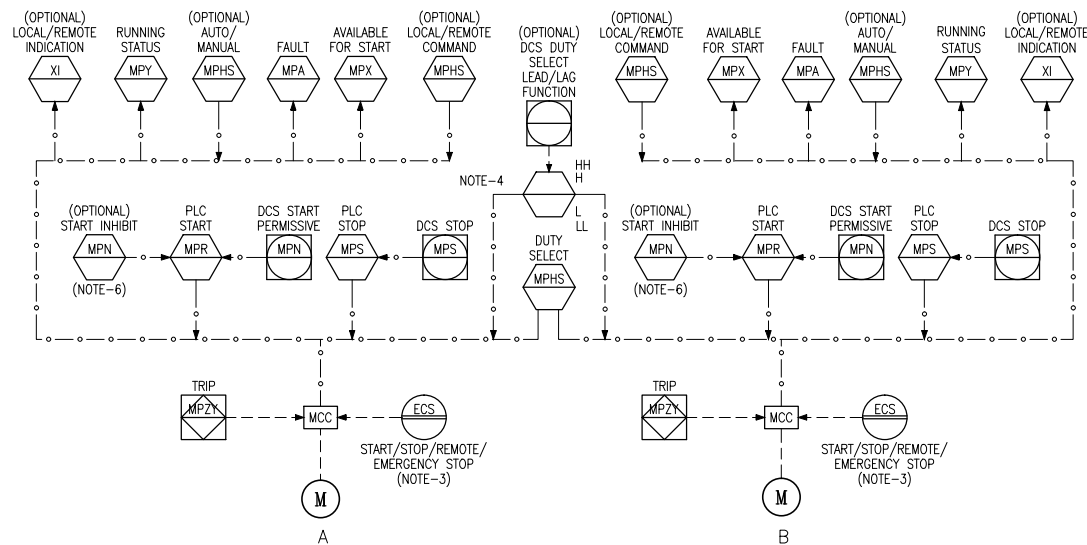 (OPTIONAL)
LOCAL/REMOTE
INDICATION
XI
RUNNING
STATUS
MPY
(OPTIONAL)
AUTO/
MANUAL
MPHS
FAULT
MPA
AVAILABLE
FOR START
MPX
(OPTIONAL)
LOCAL/REMOTE
COMMAND
MPHS
(OPTIONAL)
DCS DUTY
SELECT
LEAD/LAG
FUNCTION
(OPTIONAL)
LOCAL/REMOTE
COMMAND
MPHS
AVAILABLE
FOR START
MPX
FAULT
MPA
(OPTIONAL)
AUTO/
MANUAL
MPHS
RUNNING
STATUS
MPY
(OPTIONAL)
LOCAL/REMOTE
INDICATION
XI
NOTE-4
HH
H
L
LL
(OPTIONAL)
START INHIBIT
MPN
(NOTE-6)
PLC
START
MPR
DCS START
PERMISSIVE
MPN
PLC
STOP
MPS
DCS STOP
MPS
DUTY
SELECT
MPHS
(OPTIONAL)
START INHIBIT
MPN
(NOTE-6)
PLC
START
MPR
DCS START
PERMISSIVE
MPN
PLC
STOP
MPS
DCS STOP
MPS
TRIP
MPZY
MCC
ECS
START/STOP/REMOTE/
EMERGENCY STOP
(NOTE-3)
M
A
TRIP
MPZY
MCC
ECS
START/STOP/REMOTE/
EMERGENCY STOP
(NOTE-3)
M
B